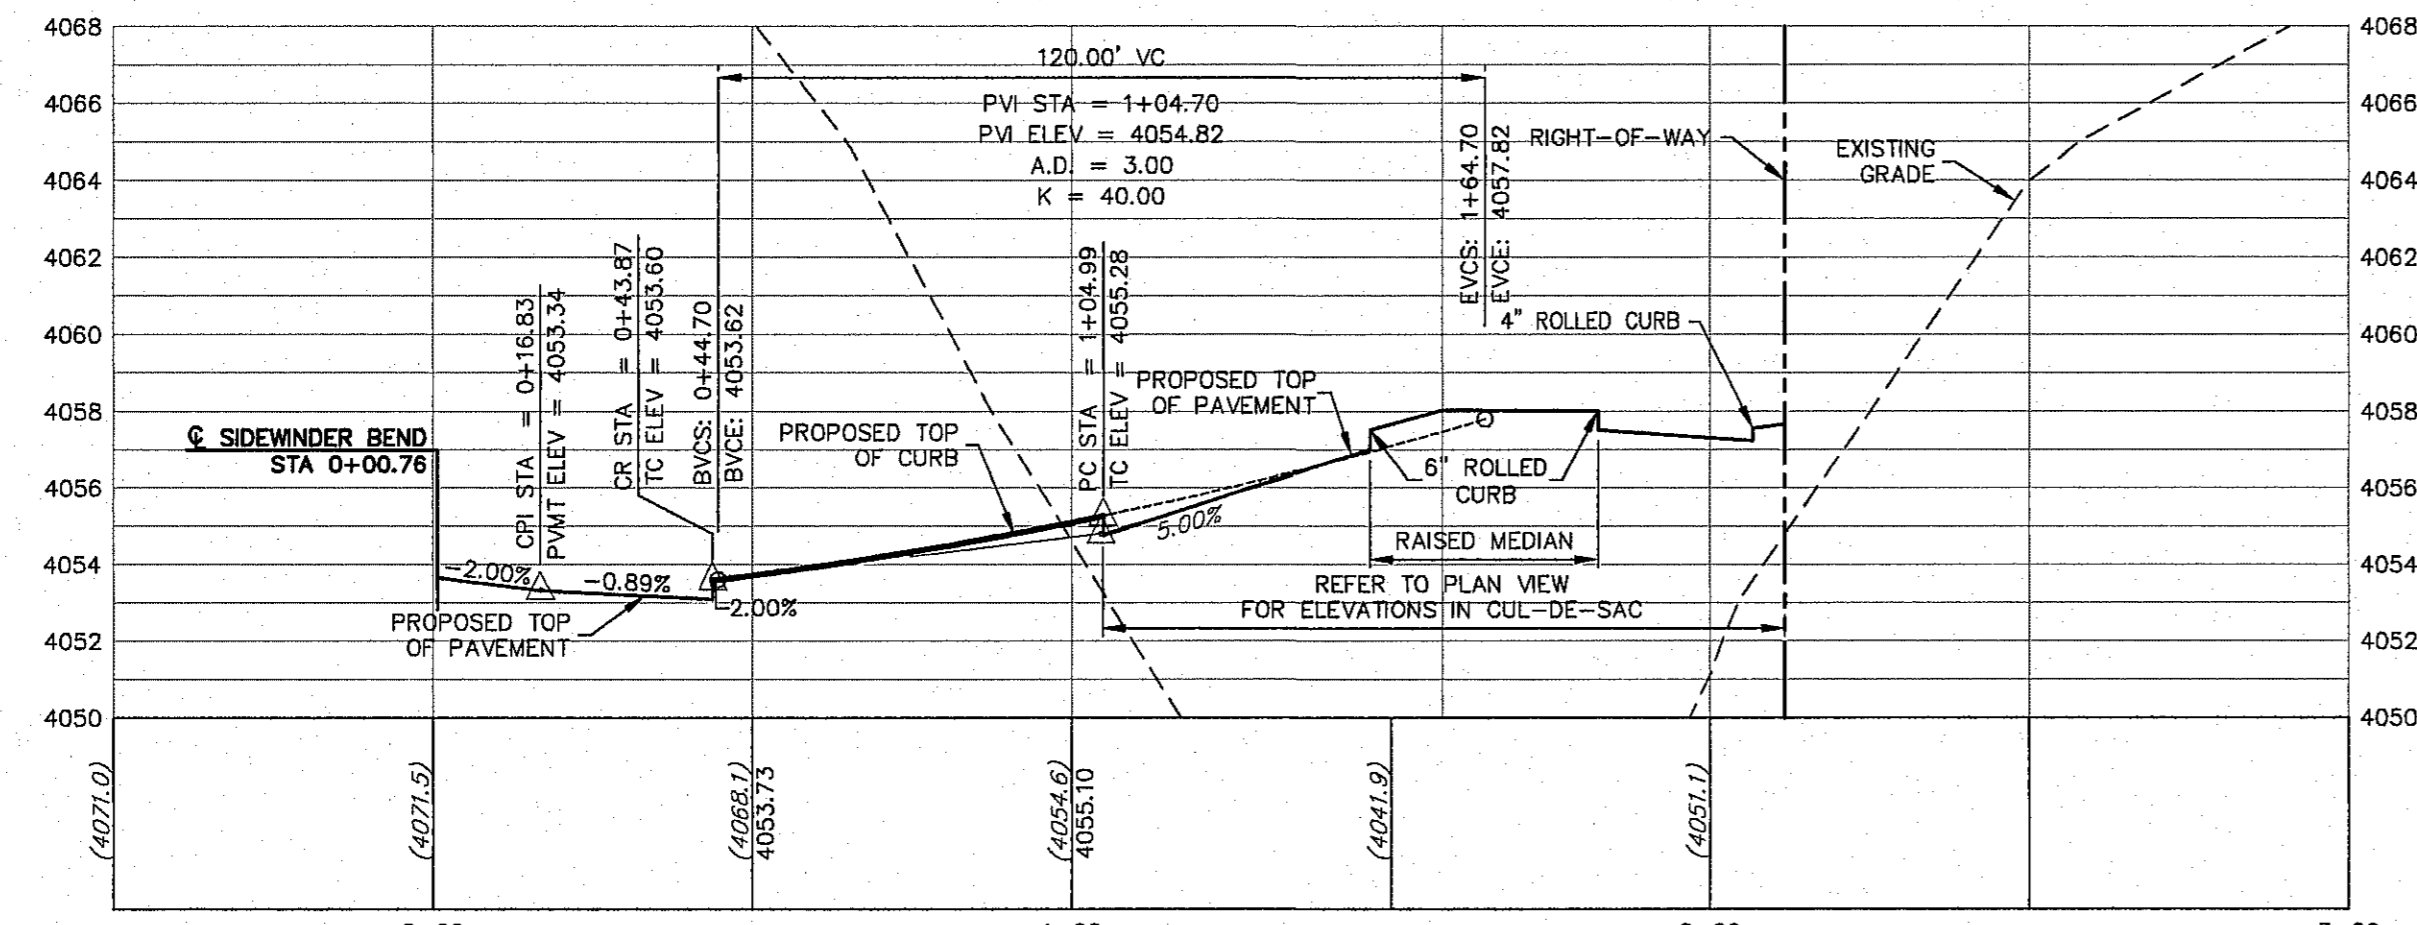 4068
4066
4064
4062
4060
4058
4056
4054
4052
4050
120.00' VC
PVI STA = 1+04.70
PVI ELEV = 4054.82
A.D. = 3.00
K = 40.00
EVCS: 1+64.70
EVCE: 4057.82
RIGHT-OF-WAY
EXISTING
GRADE
4" ROLLED CURB
℄ SIDEWINDER BEND
STA 0+00.76
CPI STA = 0+16.83
PVMT ELEV = 4053.34
CR STA = 0+43.87
TC ELEV = 4053.60
BVCS: 0+44.70
BVCE: 4053.62
PROPOSED TOP
OF CURB
PC STA = 1+04.99
TC ELEV = 4055.28
PROPOSED TOP
OF PAVEMENT
6" ROLLED
CURB
5.00%
RAISED MEDIAN
REFER TO PLAN VIEW
FOR ELEVATIONS IN CUL-DE-SAC
-2.00%
-0.89%
-2.00%
PROPOSED TOP
OF PAVEMENT
4068
4066
4064
4062
4060
4058
4056
4054
4052
4050
(4071.0)
(4071.5)
(4068.1)
4053.73
(4054.6)
4055.10
(4041.9)
(4051.1)